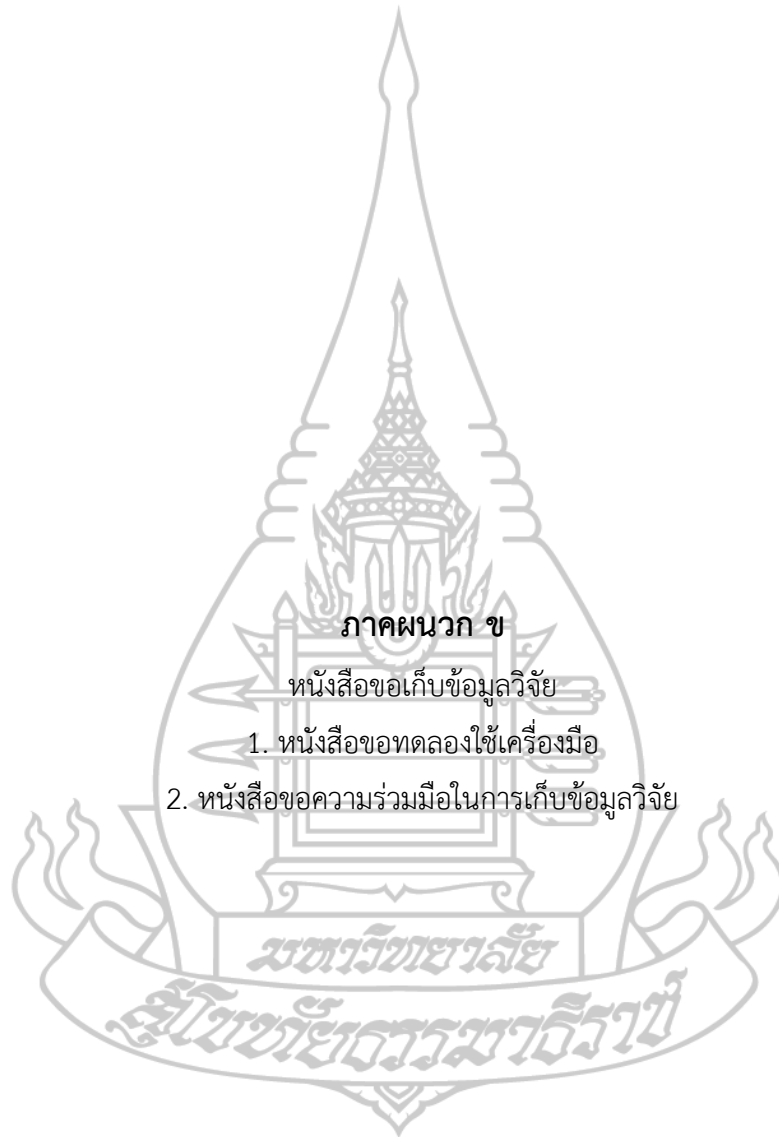 ภาคผนวก ข
หนังสือขอเก็บข้อมูลวิจัย
1. หนังสือขอทดลองใช้เครื่องมือ
2. หนังสือขอความร่วมมือในการเก็บข้อมูลวิจัย
มหาวิทยาลัย
สุโขทัยธรรมาธิราช